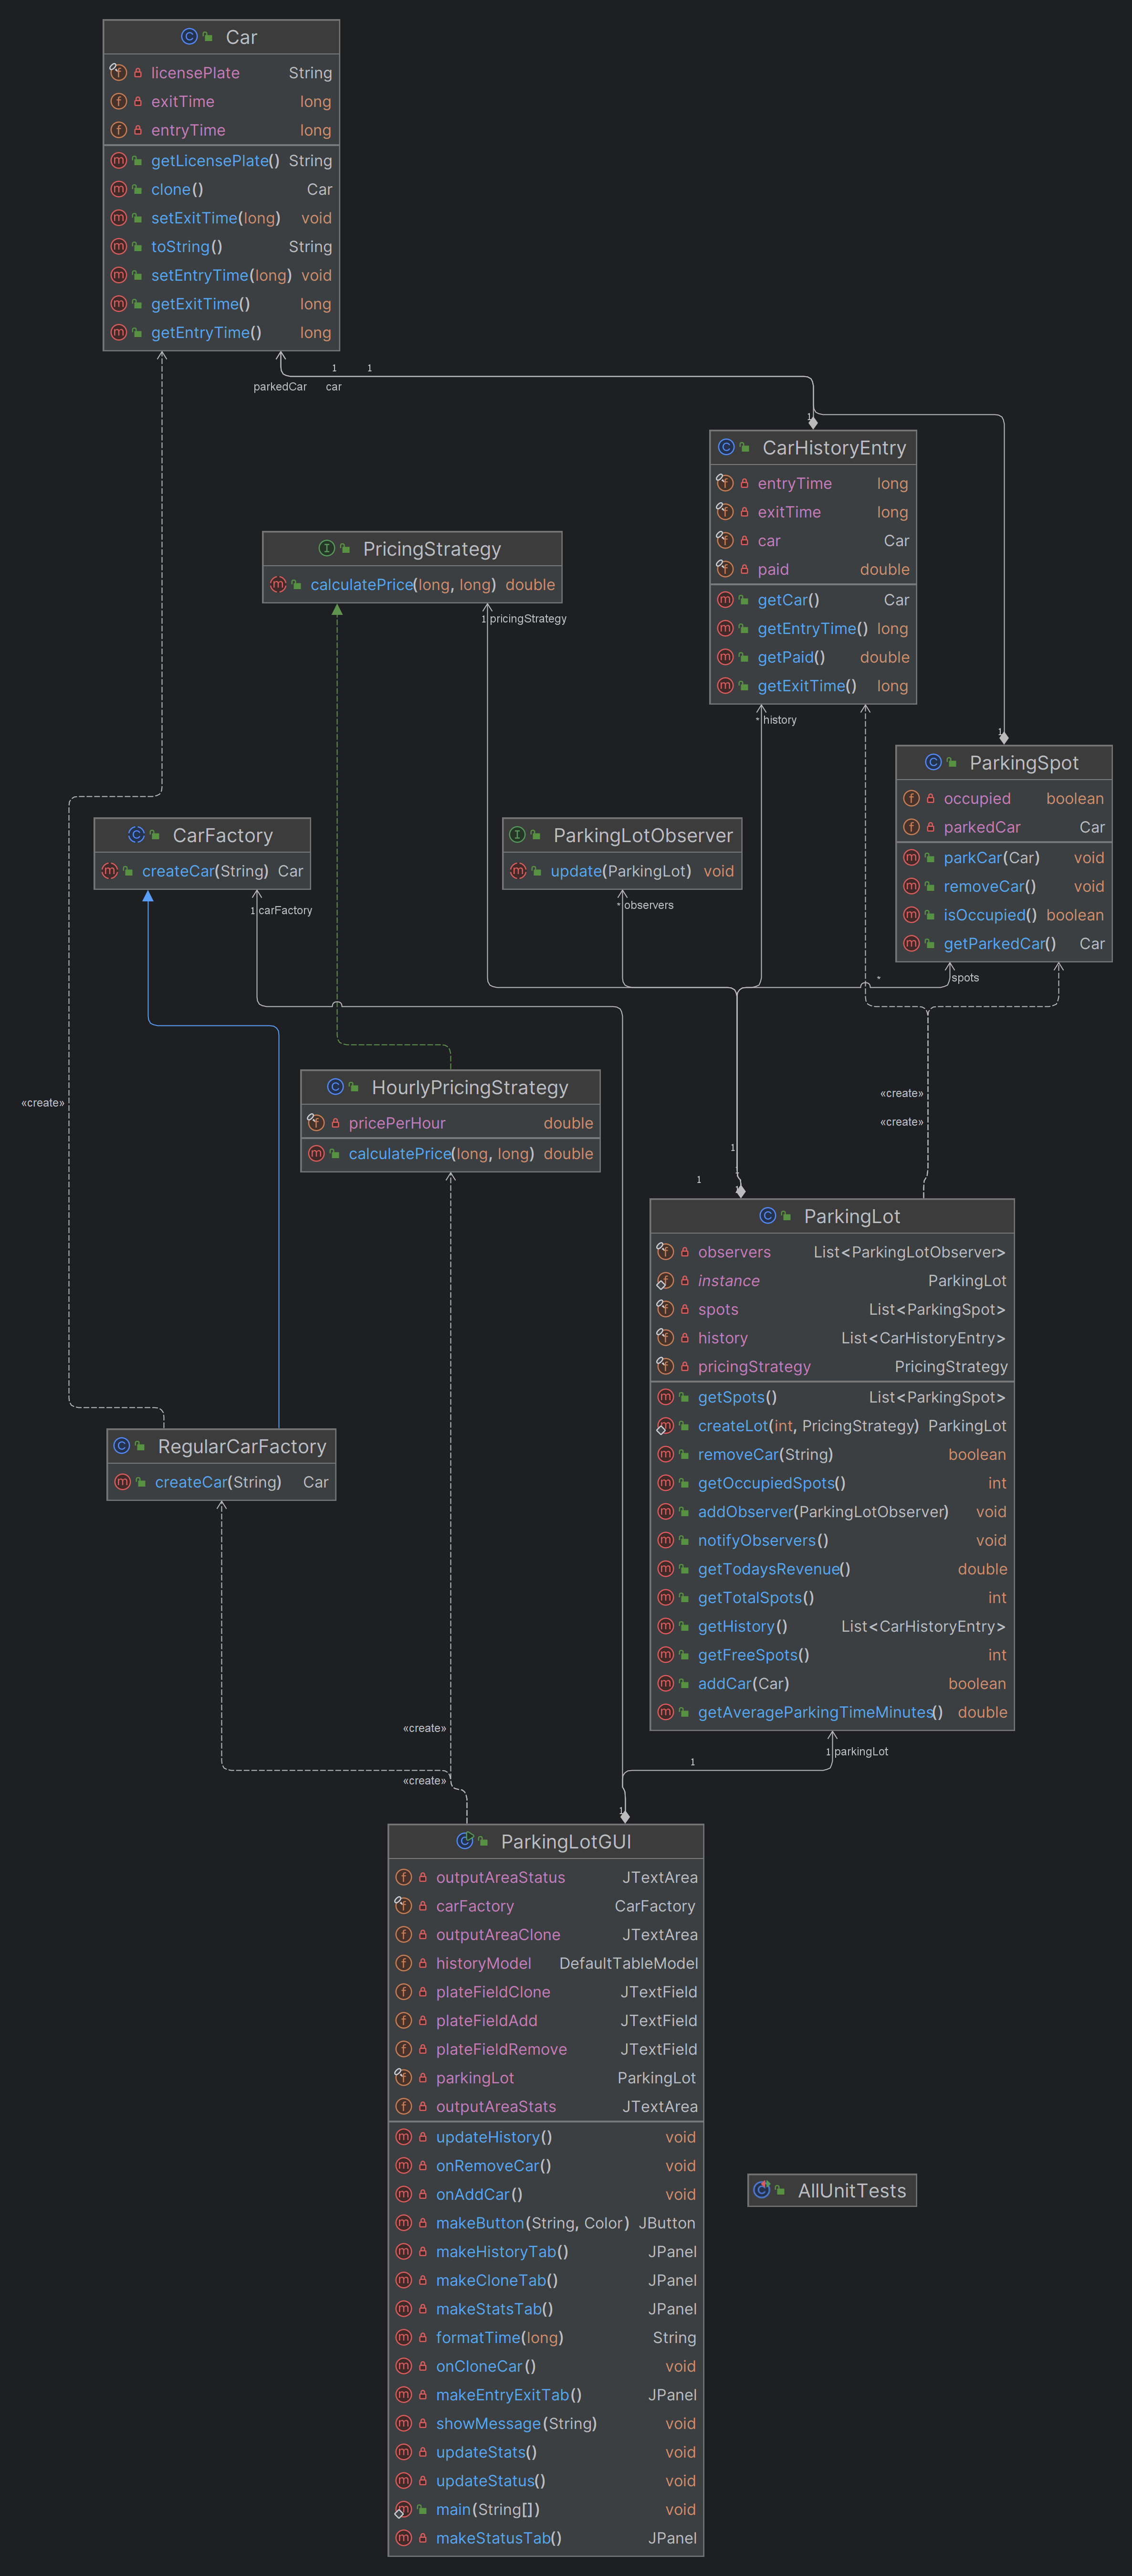 Car
licensePlate String
exitTime long
entryTime long
getLicensePlate() String
clone() Car
setExitTime(long) void
toString() String
setEntryTime(long) void
getExitTime() long
getEntryTime() long
1 1
parkedCar car
1
CarHistoryEntry
entryTime long
exitTime long
car Car
paid double
getCar() Car
getEntryTime() long
getPaid() double
getExitTime() long
PricingStrategy
calculatePrice(long, long) double
1 pricingStrategy
* history
1
ParkingSpot
occupied boolean
parkedCar Car
parkCar(Car) void
removeCar() void
isOccupied() boolean
getParkedCar() Car
CarFactory
createCar(String) Car
1 carFactory
ParkingLotObserver
update(ParkingLot) void
* observers
* spots
HourlyPricingStrategy
pricePerHour double
calculatePrice(long, long) double
«create»
«create»
«create»
1
1
ParkingLot
observers List<ParkingLotObserver>
instance ParkingLot
spots List<ParkingSpot>
history List<CarHistoryEntry>
pricingStrategy PricingStrategy
getSpots() List<ParkingSpot>
createLot(int, PricingStrategy) ParkingLot
removeCar(String) boolean
getOccupiedSpots() int
addObserver(ParkingLotObserver) void
notifyObservers() void
getTodaysRevenue() double
getTotalSpots() int
getHistory() List<CarHistoryEntry>
getFreeSpots() int
addCar(Car) boolean
getAverageParkingTimeMinutes() double
RegularCarFactory
createCar(String) Car
«create»
«create»
1 parkingLot
1
1
ParkingLotGUI
outputAreaStatus JTextArea
carFactory CarFactory
outputAreaClone JTextArea
historyModel DefaultTableModel
plateFieldClone JTextField
plateFieldAdd JTextField
plateFieldRemove JTextField
parkingLot ParkingLot
outputAreaStats JTextArea
updateHistory() void
onRemoveCar() void
onAddCar() void
makeButton(String, Color) JButton
makeHistoryTab() JPanel
makeCloneTab() JPanel
makeStatsTab() JPanel
formatTime(long) String
onCloneCar() void
makeEntryExitTab() JPanel
showMessage(String) void
updateStats() void
updateStatus() void
main(String[]) void
makeStatusTab() JPanel
AllUnitTests